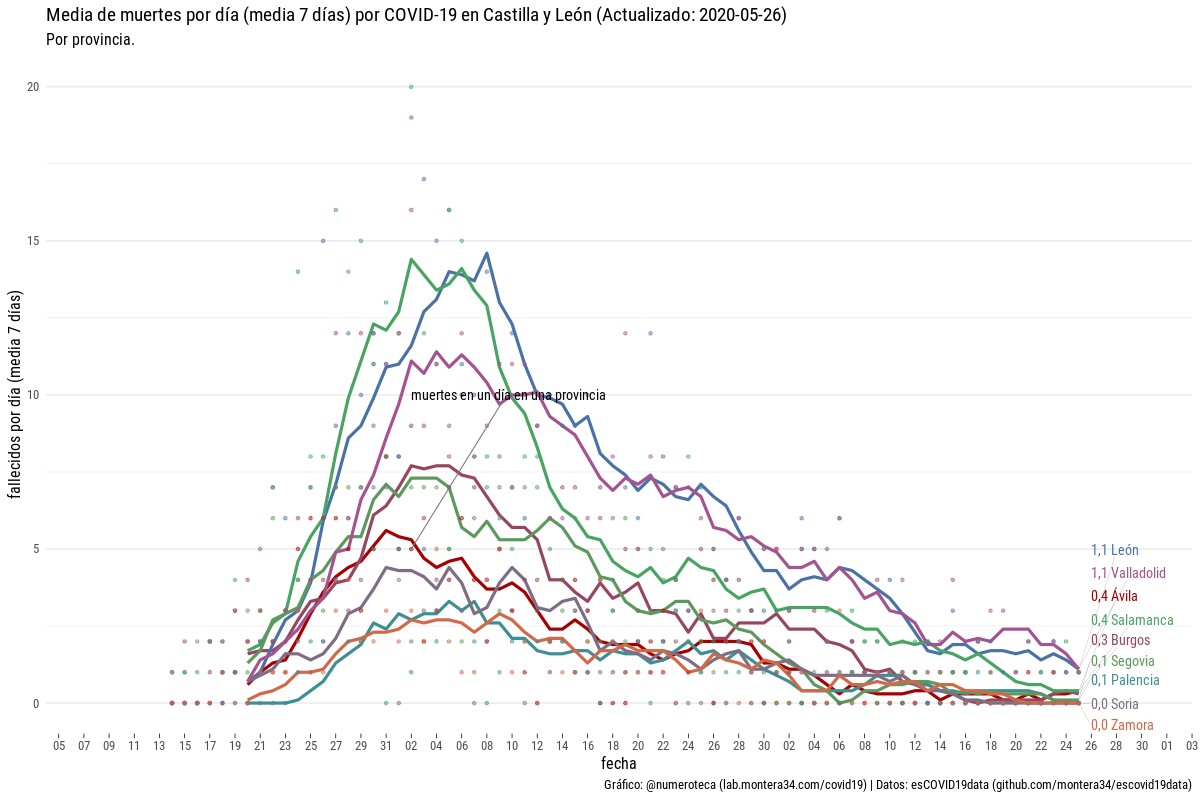 Media de muertes por día (media 7 días) por COVID-19 en Castilla y León (Actualizado: 2020-05-26)
Por provincia.
fallecidos por día (media 7 días)
20
15
10
5
0
muertes en un día en una provincia
1,1 León
1,1 Valladolid
0,4 Ávila
0,4 Salamanca
0,3 Burgos
0,1 Segovia
0,1 Palencia
0,0 Soria
0,0 Zamora
05 07 09 11 13 15 17 19 21 23 25 27 29 31 02 04 06 08 10 12 14 16 18 20 22 24 26 28 30 02 04 06 08 10 12 14 16 18 20 22 24 26 28 30 01 03
fecha
Gráfico: @numeroteca (lab.montera34.com/covid19) | Datos: esCOVID19data (github.com/montera34/escovid19data)